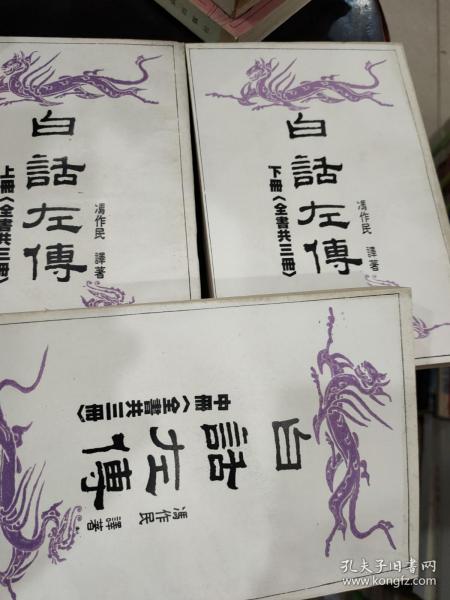 白話左傳
上冊〈全書共三冊〉
馮作民 譯著
白話左傳
下冊〈全書共三冊〉
馮作民 譯著
白話左傳
中冊〈全書共三冊〉
馮作民 譯著
孔夫子旧书网
www.kongfz.com